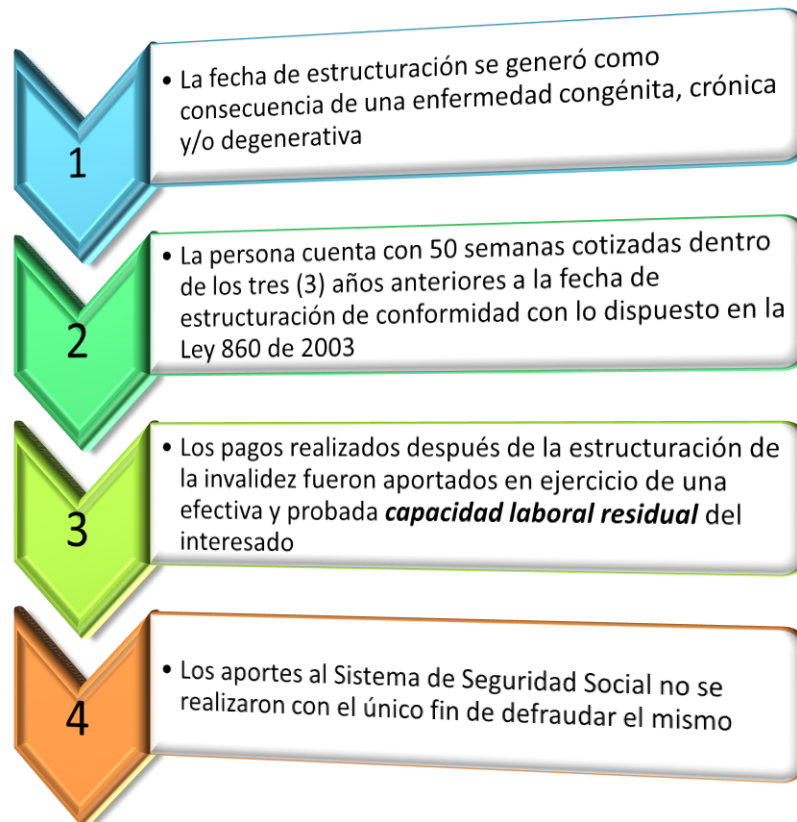 1
• La fecha de estructuración se generó como
consecuencia de una enfermedad congénita, crónica
y/o degenerativa
2
• La persona cuenta con 50 semanas cotizadas dentro
de los tres (3) años anteriores a la fecha de
estructuración de conformidad con lo dispuesto en la
Ley 860 de 2003
3
• Los pagos realizados después de la estructuración de
la invalidez fueron aportados en ejercicio de una
efectiva y probada capacidad laboral residual del
interesado
4
• Los aportes al Sistema de Seguridad Social no se
realizaron con el único fin de defraudar el mismo